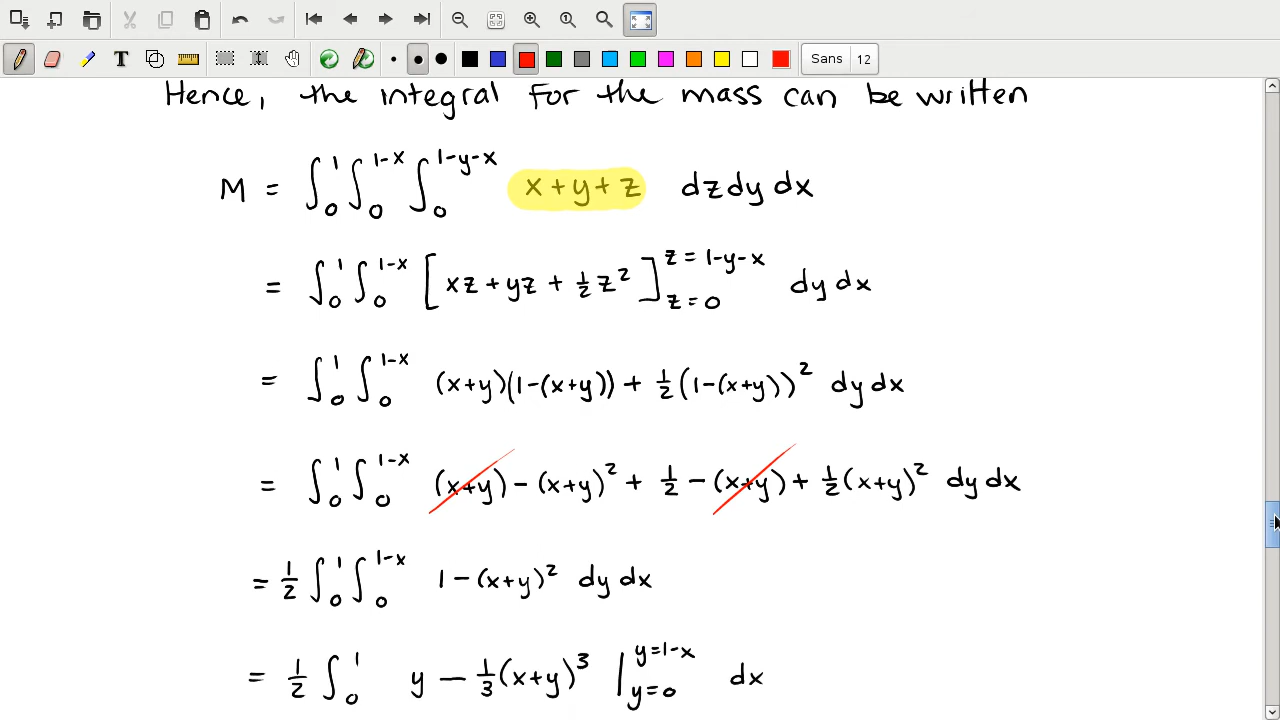 T Sans 12
Hence, the integral for the mass can be written
M = ∫₀¹ ∫₀^{1-x} ∫₀^{1-y-x} x+y+z dz dy dx
= ∫₀¹ ∫₀^{1-x} [xz + yz + ½z²]_{z=0}^{z=1-y-x} dy dx
= ∫₀¹ ∫₀^{1-x} (x+y)(1-(x+y)) + ½(1-(x+y))² dy dx
= ∫₀¹ ∫₀^{1-x} (x+y) - (x+y)² + ½ - (x+y) + ½(x+y)² dy dx
= ½ ∫₀¹ ∫₀^{1-x} 1 - (x+y)² dy dx
= ½ ∫₀¹ y - ⅓(x+y)³ |_{y=0}^{y=1-x} dx